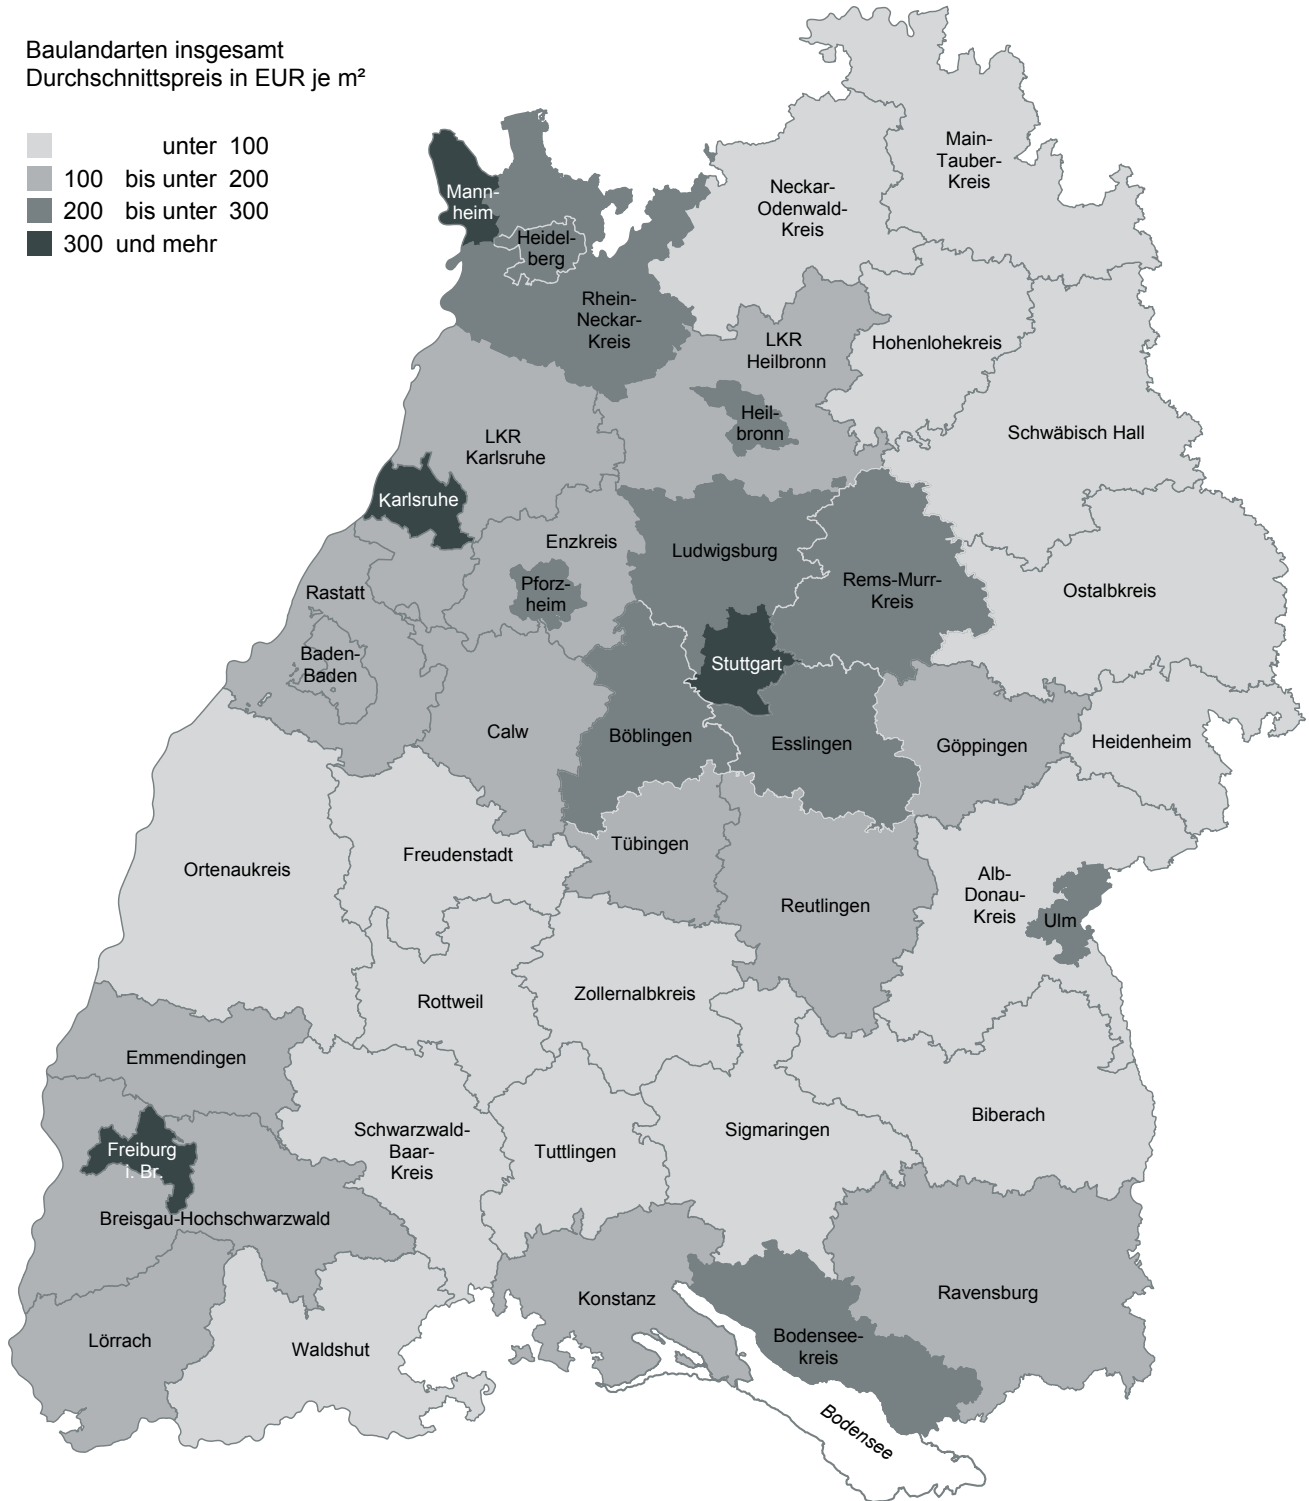 Baulandarten insgesamt
Durchschnittspreis in EUR je m²
unter 100
100 bis unter 200
200 bis unter 300
300 und mehr
Main-
Tauber-
Kreis
Neckar-
Odenwald-
Kreis
Mann-
heim
Heidel-
berg
Rhein-
Neckar-
Kreis
LKR
Heilbronn
Hohenlohekreis
Heil-
bronn
Schwäbisch Hall
LKR
Karlsruhe
Karlsruhe
Enzkreis
Ludwigsburg
Pforz-
heim
Rems-Murr-
Kreis
Ostalbkreis
Rastatt
Baden-
Baden
Stuttgart
Calw
Böblingen
Esslingen
Göppingen
Heidenheim
Tübingen
Freudenstadt
Ortenaukreis
Reutlingen
Alb-
Donau-
Kreis
Ulm
Rottweil
Zollernalbkreis
Emmendingen
Biberach
Schwarzwald-
Baar-
Kreis
Tuttlingen
Sigmaringen
Freiburg
i. Br.
Breisgau-Hochschwarzwald
Konstanz
Ravensburg
Lörrach
Waldshut
Bodensee-
kreis
Bodensee